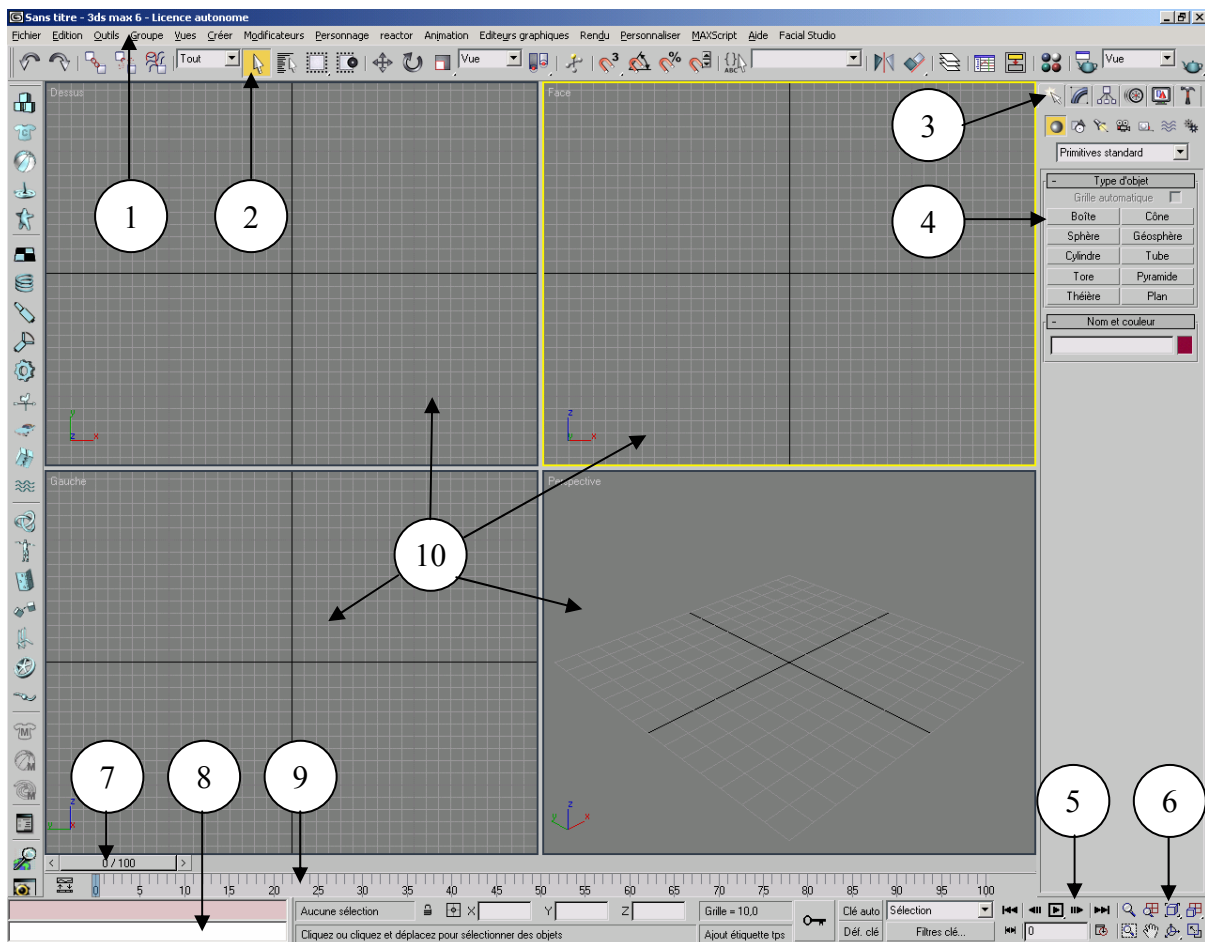 Sans titre - 3ds max 6 - Licence autonome
Fichier Edition Outils Groupe Vues Créer Modificateurs Personnage reactor Animation Editeurs graphiques Rendu Personnaliser MAXScript Aide Facial Studio
Tout Vue 3 ABC Vue
Dessus Face
1 2 3
Primitives standard
Type d'objet
Grille automatique
4
Boîte Cône
Sphère Géosphère
Cylindre Tube
Tore Pyramide
Théière Plan
Nom et couleur
y z x z x
Gauche Perspective
10
7 8 9 5 6
z y z y x
0 / 100
0 5 10 15 20 25 30 35 40 45 50 55 60 65 70 75 80 85 90 95 100
Aucune sélection X Y Z Grille = 10,0 Clé auto Sélection
Cliquez ou cliquez et déplacez pour sélectionner des objets Ajout étiquette tps Déf. clé Filtres clé... 0